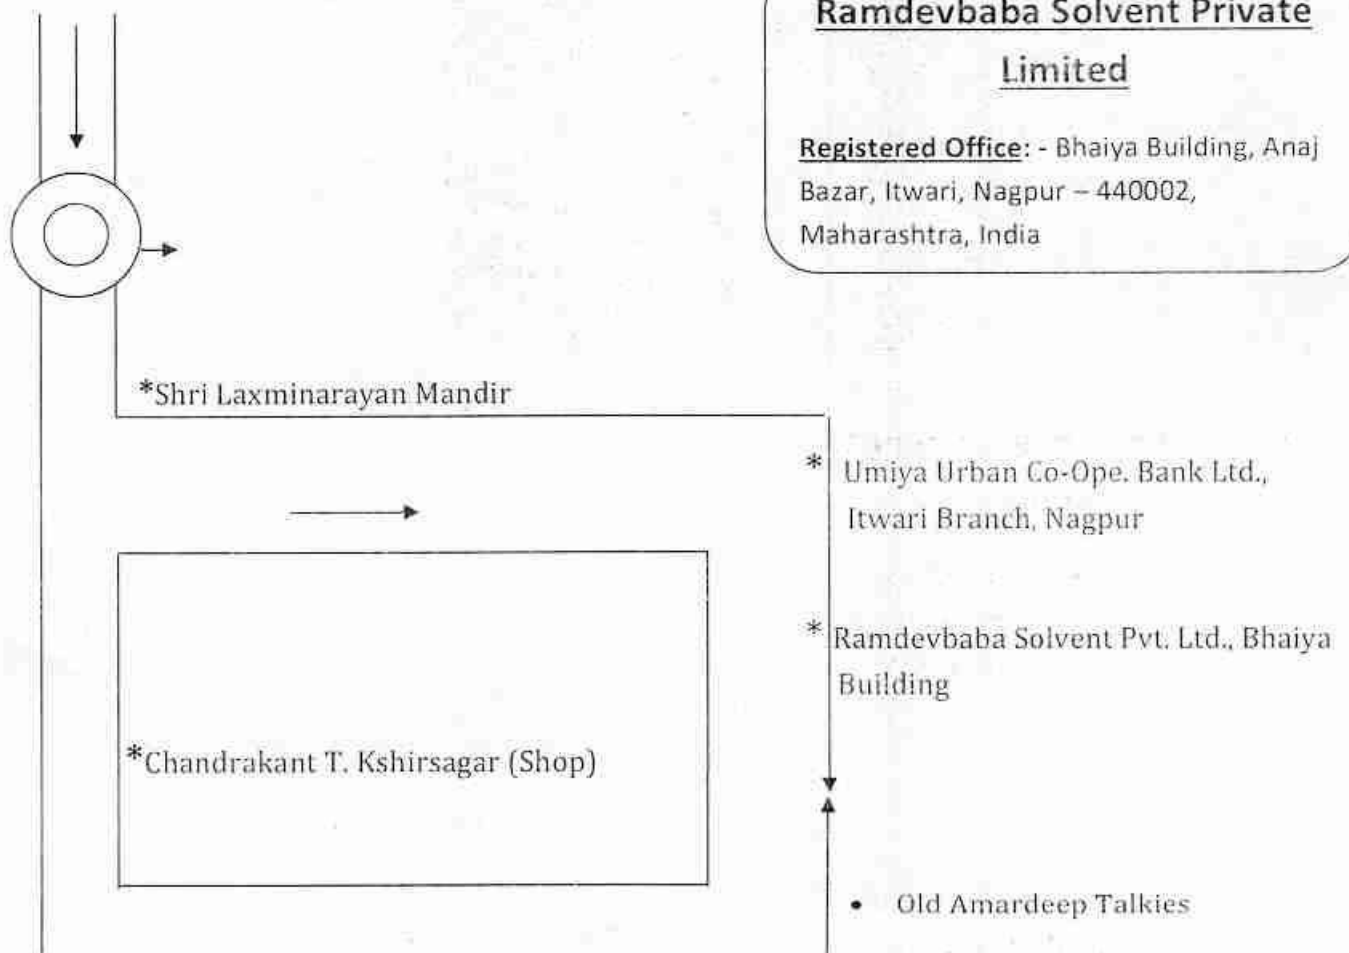 Ramdevbaba Solvent Private
Limited
Registered Office: - Bhaiya Building, Anaj
Bazar, Itwari, Nagpur – 440002,
Maharashtra, India
*Shri Laxminarayan Mandir
* Umiya Urban Co-Ope. Bank Ltd.,
Itwari Branch, Nagpur
* Ramdevbaba Solvent Pvt. Ltd., Bhaiya
Building
*Chandrakant T. Kshirsagar (Shop)
• Old Amardeep Talkies